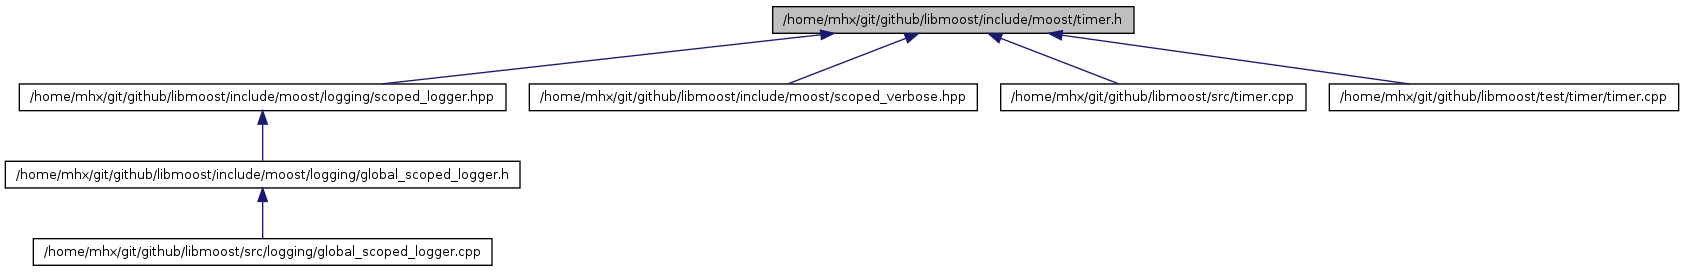 /home/mhx/git/github/libmoost/include/moost/timer.h
/home/mhx/git/github/libmoost/include/moost/logging/scoped_logger.hpp
/home/mhx/git/github/libmoost/include/moost/scoped_verbose.hpp
/home/mhx/git/github/libmoost/src/timer.cpp
/home/mhx/git/github/libmoost/test/timer/timer.cpp
/home/mhx/git/github/libmoost/include/moost/logging/global_scoped_logger.h
/home/mhx/git/github/libmoost/src/logging/global_scoped_logger.cpp